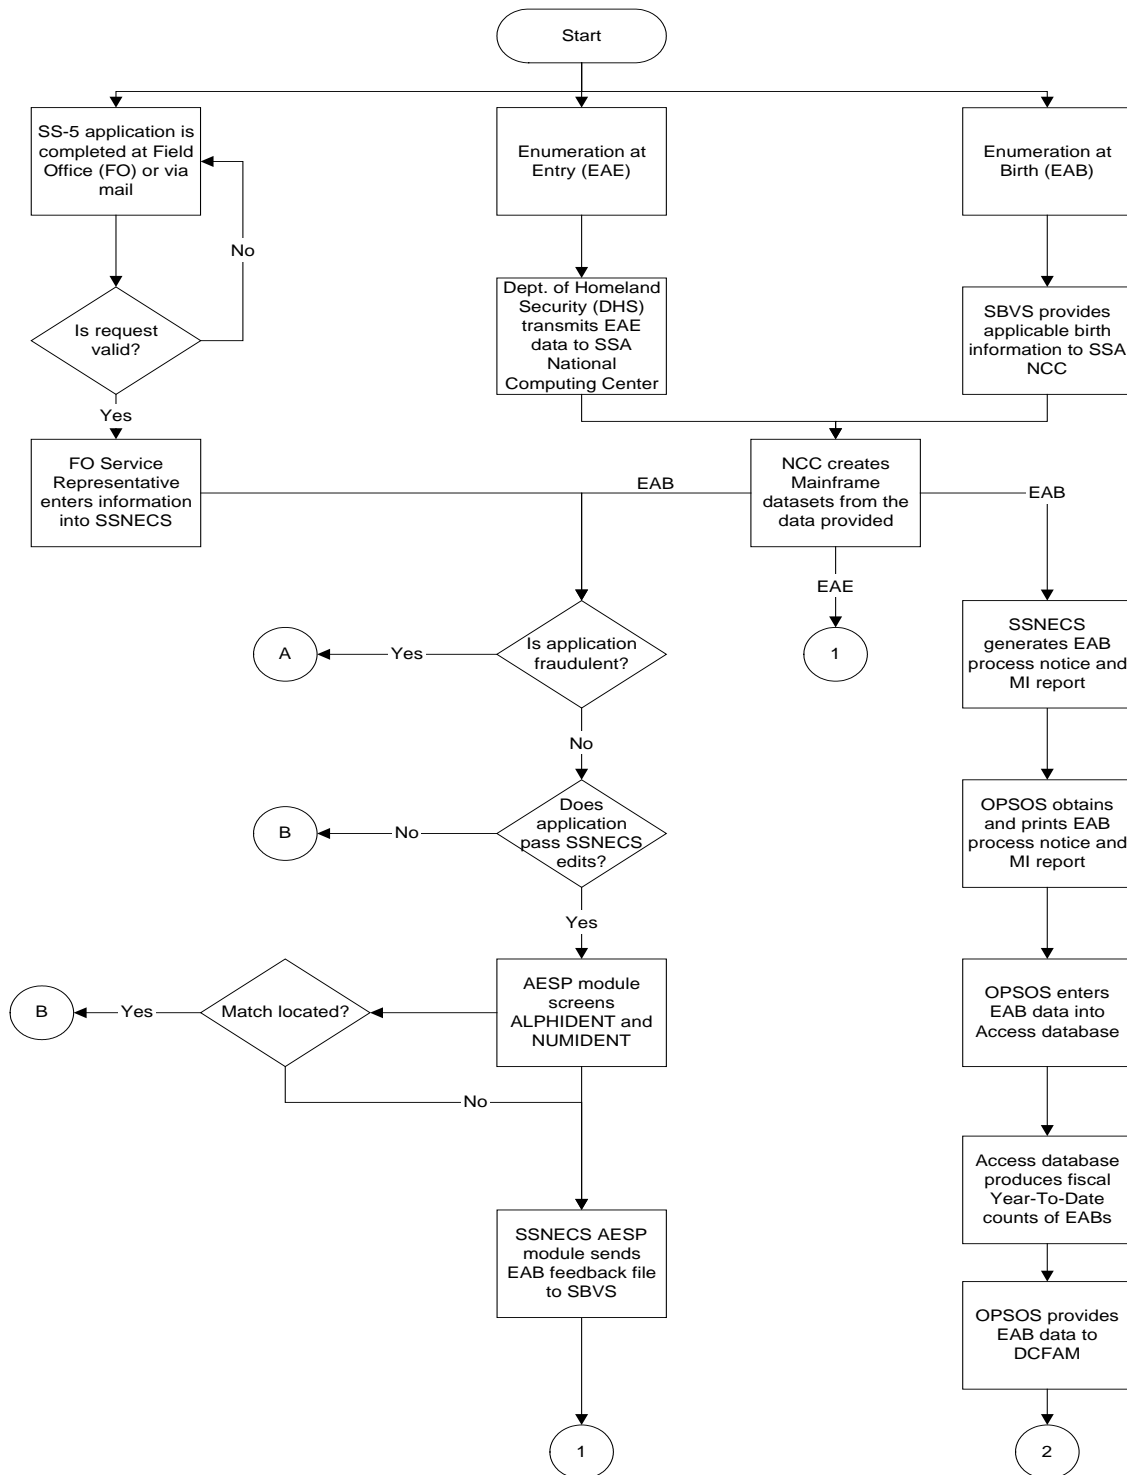 Start
SS-5 application is
completed at Field
Office (FO) or via
mail
Enumeration at
Entry (EAE)
Enumeration at
Birth (EAB)
No
Is request
valid?
Dept. of Homeland
Security (DHS)
transmits EAE
data to SSA
National
Computing Center
SBVS provides
applicable birth
information to SSA
NCC
Yes
FO Service
Representative
enters information
into SSNECS
EAB
NCC creates
Mainframe
datasets from the
data provided
EAB
EAE
A
Yes
Is application
fraudulent?
1
SSNECS
generates EAB
process notice and
MI report
No
B
No
Does
application
pass SSNECS
edits?
OPSOS obtains
and prints EAB
process notice and
MI report
Yes
B
Yes
Match located?
AESP module
screens
ALPHIDENT and
NUMIDENT
OPSOS enters
EAB data into
Access database
No
Access database
produces fiscal
Year-To-Date
counts of EABs
SSNECS AESP
module sends
EAB feedback file
to SBVS
OPSOS provides
EAB data to
DCFAM
1
2